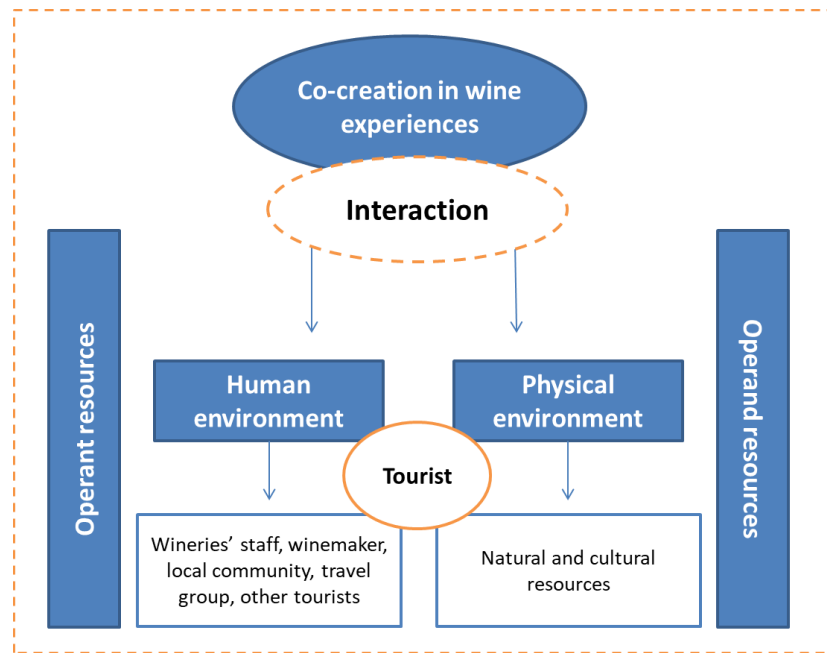 Co-creation in wine
experiences
Interaction
Operant resources
Operand resources
Human
environment
Physical
environment
Tourist
Wineries’ staff, winemaker,
local community, travel
group, other tourists
Natural and cultural
resources